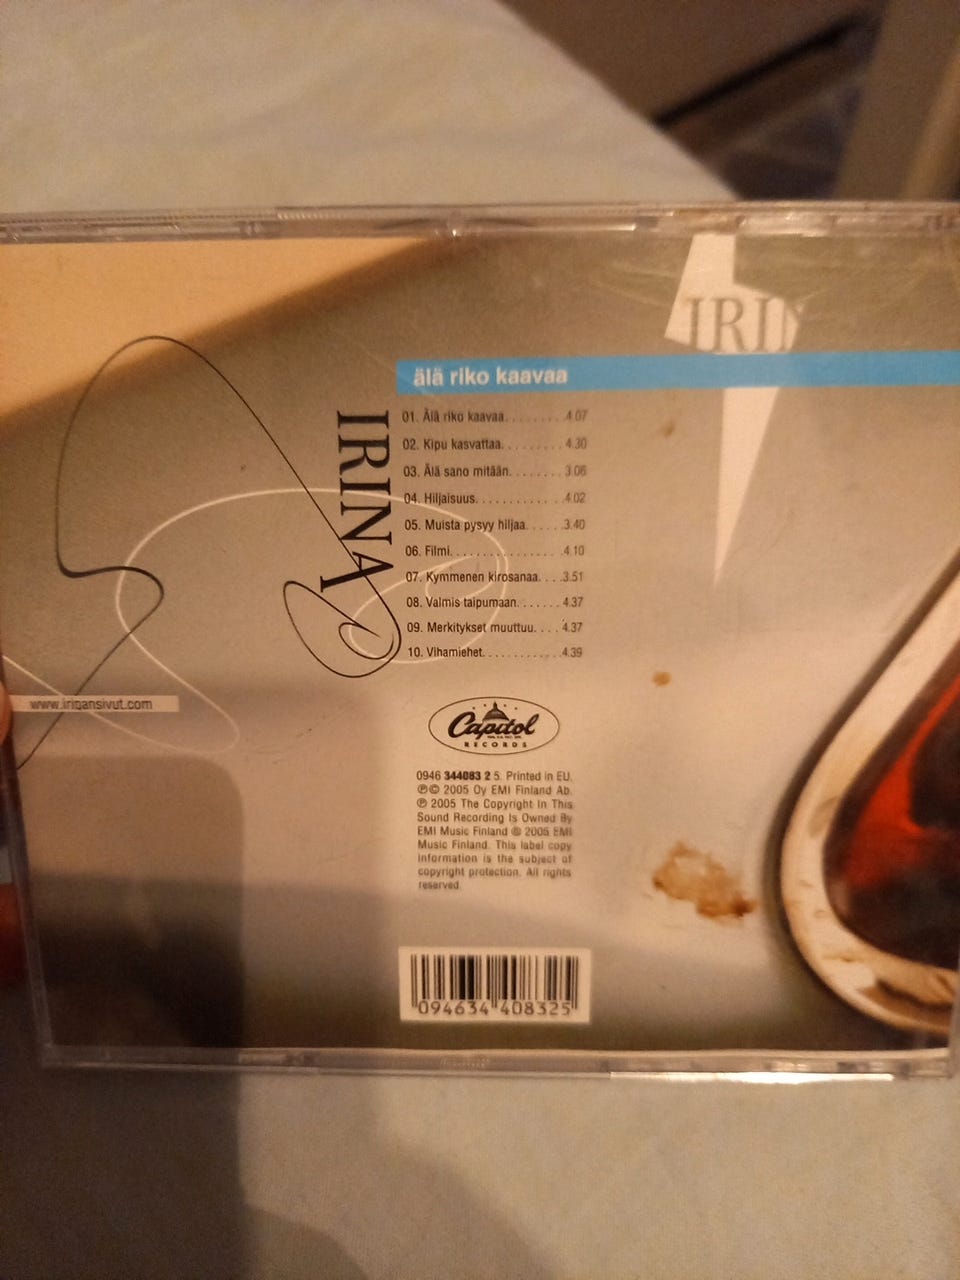 IRIN
älä riko kaavaa
IRINA
01. Älä riko kaavaa. . . . . . . . .4.07
02. Kipu kasvattaa. . . . . . . . . .4.30
03. Älä sano mitään. . . . . . . . 3.06
04. Hiljaisuus. . . . . . . . . . . . .4.02
05. Muista pysyy hiljaa. . . . . .3.40
06. Filmi. . . . . . . . . . . . . . . . .4.10
07. Kymmenen kirosanaa. . . .3.51
08. Valmis taipumaan. . . . . . . 4.37
09. Merkitykset muuttuu. . . . .4.37
10. Vihamiehet. . . . . . . . . . . .4.39
www.irinansivut.com
Capitol
RECORDS
0946 344083 2 5. Printed in EU.
℗© 2005 Oy EMI Finland Ab.
℗ 2005 The Copyright In This
Sound Recording Is Owned By
EMI Music Finland © 2005 EMI
Music Finland. This label copy
information is the subject of
copyright protection. All rights
reserved.
094634 408325